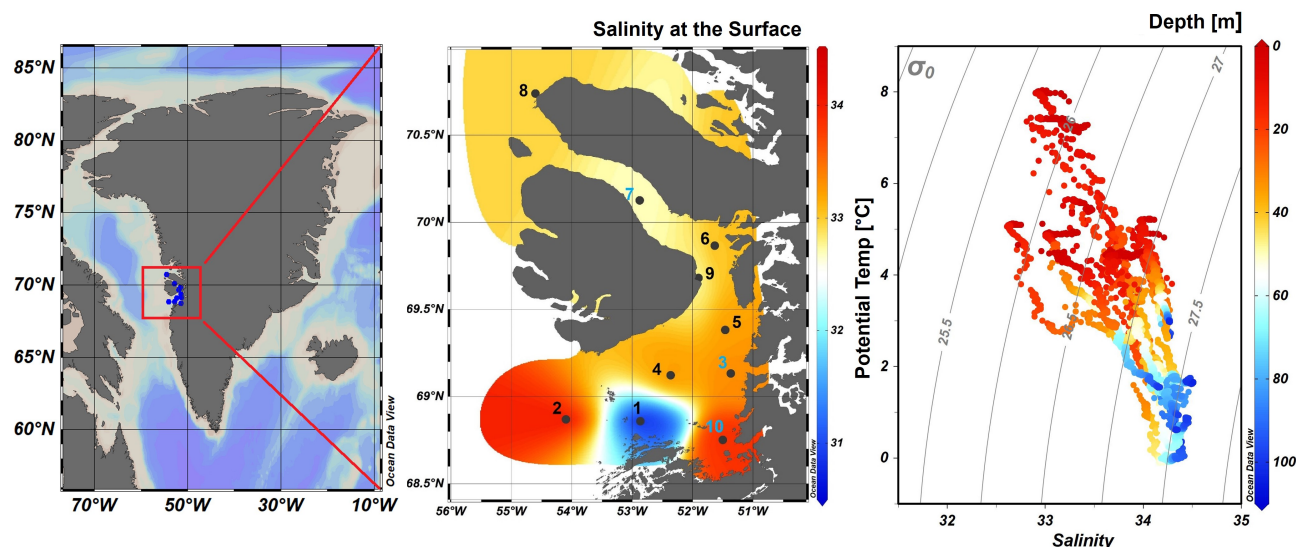 85°N
80°N
75°N
70°N
65°N
60°N
70°W
50°W
30°W
10°W
Ocean Data View
Salinity at the Surface
70.5°N
70°N
69.5°N
69°N
68.5°N
56°W
55°W
54°W
53°W
52°W
51°W
8
7
6
9
5
4
3
2
1
10
34
33
32
31
Ocean Data View
Depth [m]
σ₀
27
26
25.5
26.5
27.5
8
6
4
2
0
Potential Temp [°C]
32
33
34
35
Salinity
0
20
40
60
80
100
Ocean Data View